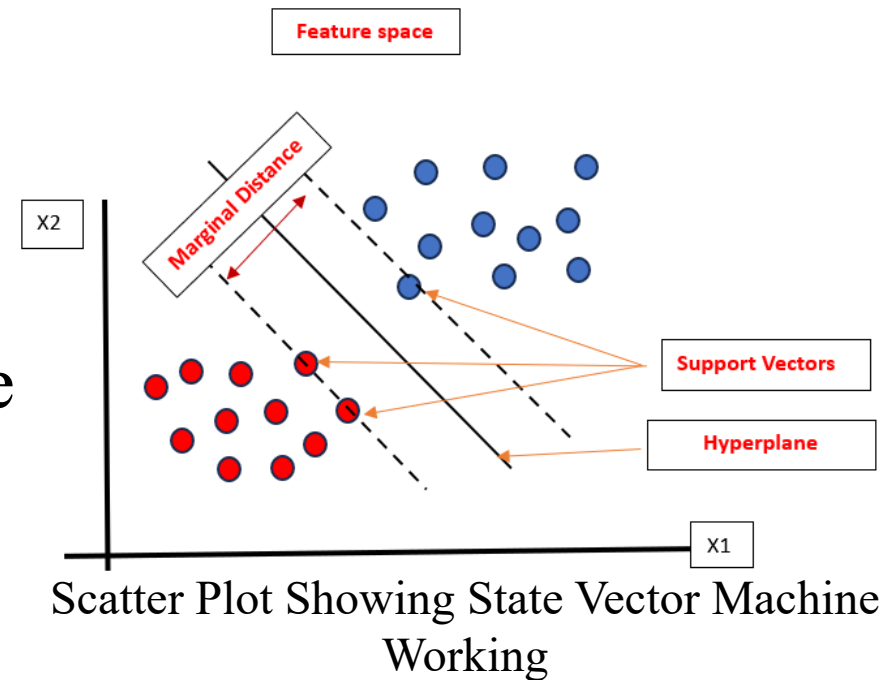 Feature space
Marginal Distance
X2
e
Support Vectors
Hyperplane
X1
Scatter Plot Showing State Vector Machine
Working